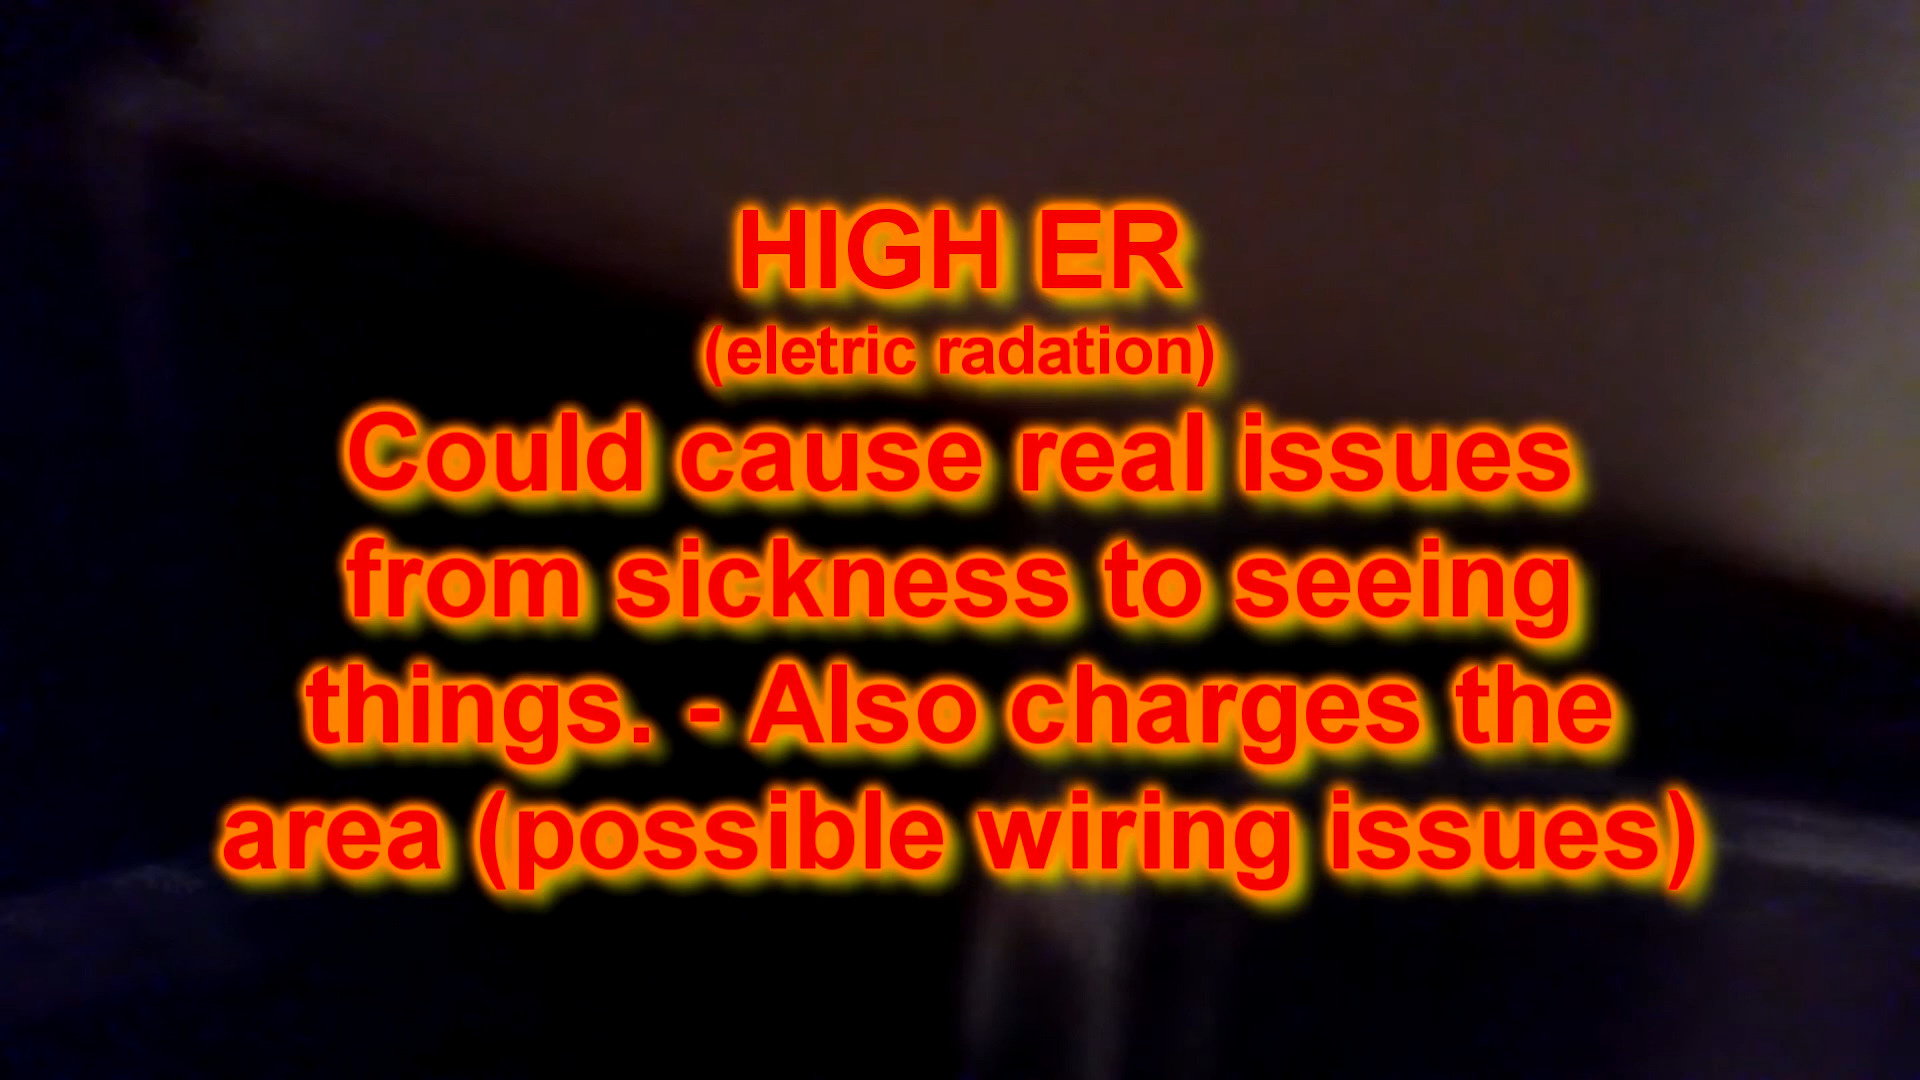 HIGH ER
(eletric radation)
Could cause real issues
from sickness to seeing
things. - Also charges the
area (possible wiring issues)